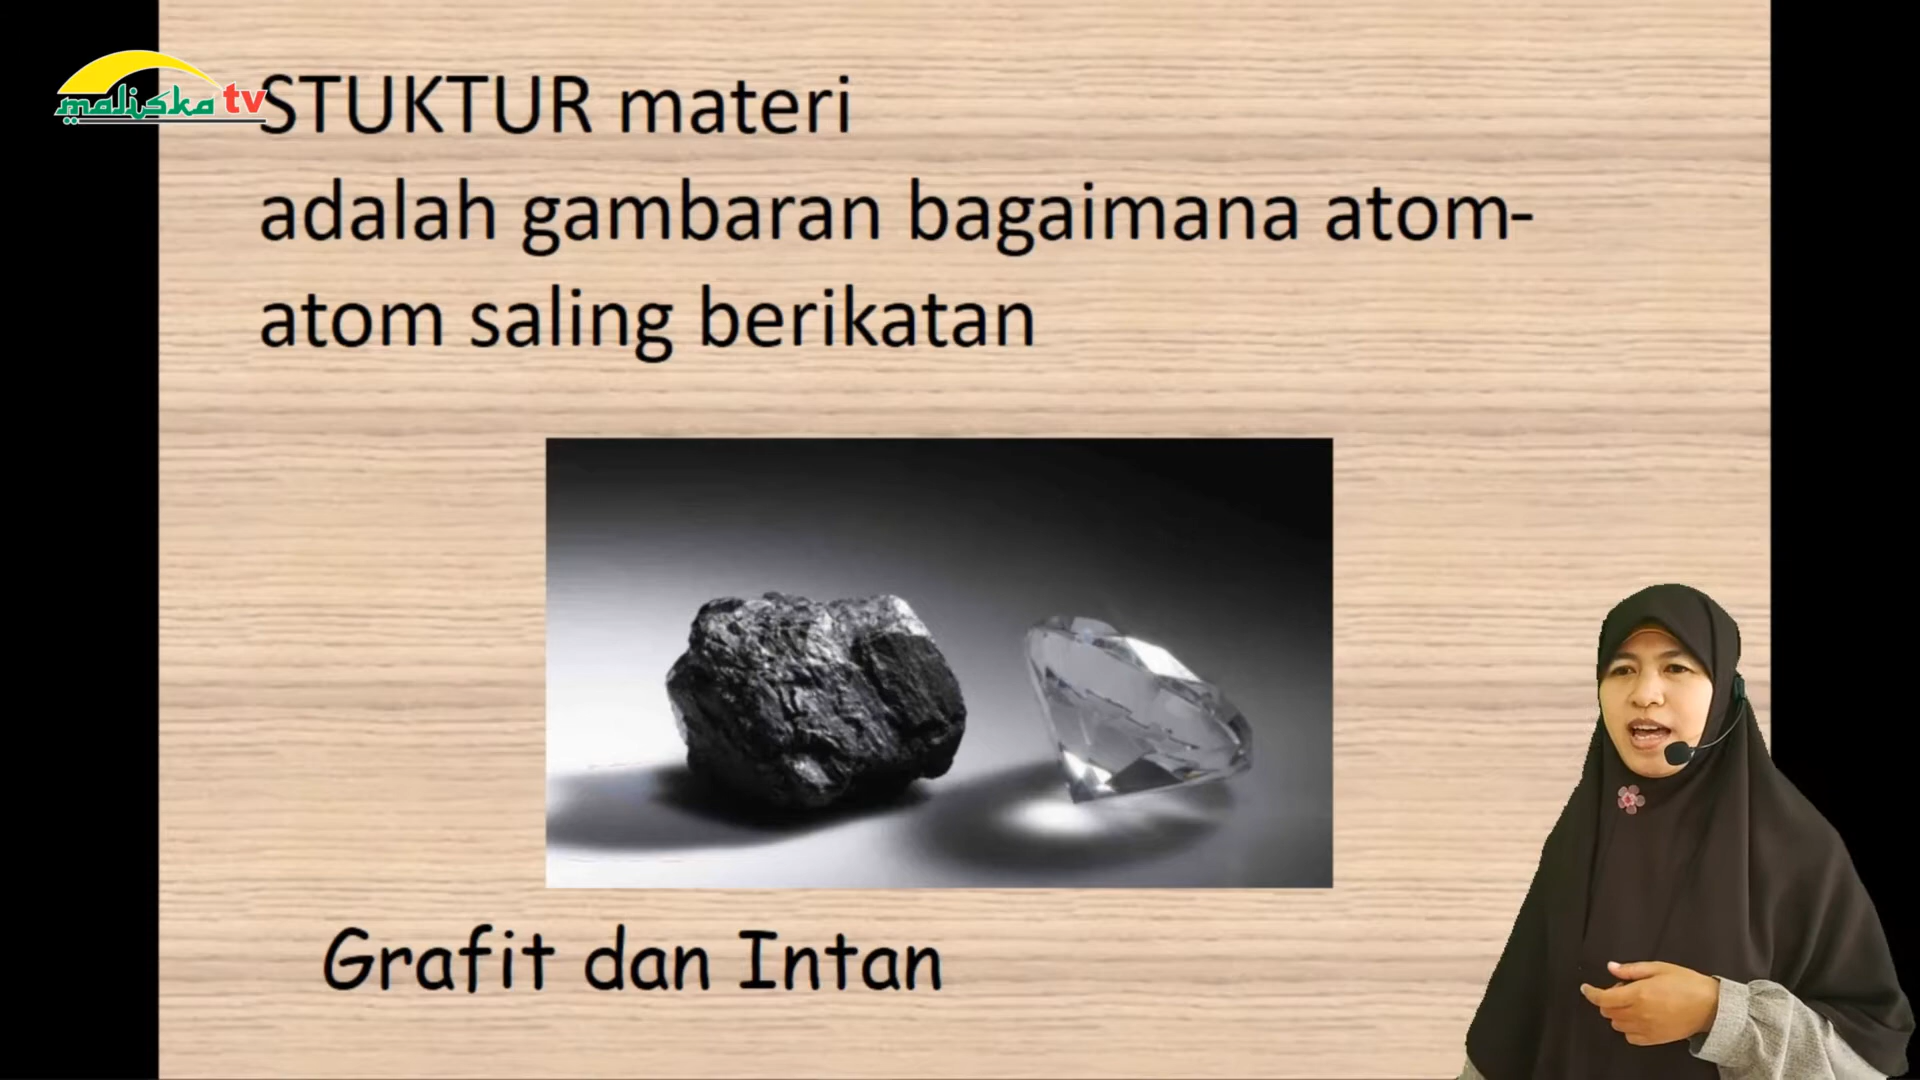 maliska tv
STUKTUR materi
adalah gambaran bagaimana atom-
atom saling berikatan
Grafit dan Intan